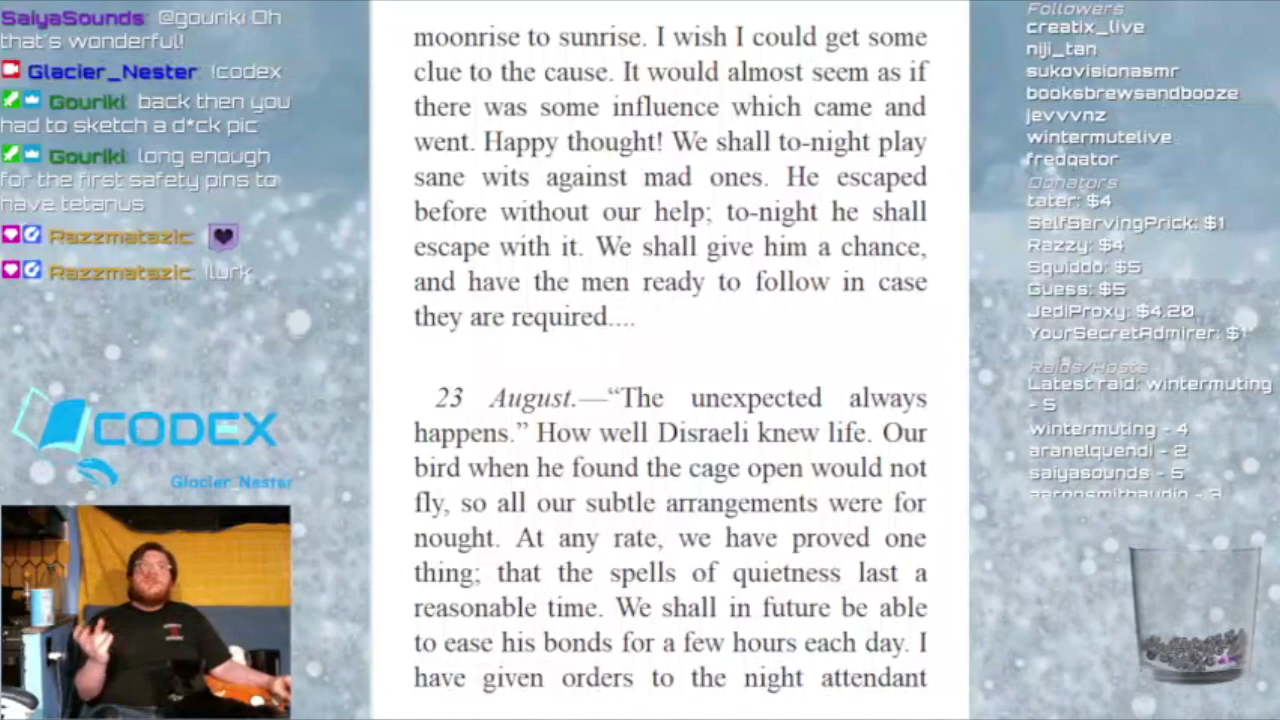 SaiyaSounds: @gouriki Oh
that's wonderful!
Glacier_Nester: !codex
Gouriki: back then you
had to sketch a d*ck pic
Gouriki: long enough
for the first safety pins to
have tetanus
Razzmatazic:
Razzmatazic: !lurk
CODEX
Glacier Nester
moonrise to sunrise. I wish I could get some
clue to the cause. It would almost seem as if
there was some influence which came and
went. Happy thought! We shall to-night play
sane wits against mad ones. He escaped
before without our help; to-night he shall
escape with it. We shall give him a chance,
and have the men ready to follow in case
they are required....
23 August.—“The unexpected always
happens.” How well Disraeli knew life. Our
bird when he found the cage open would not
fly, so all our subtle arrangements were for
nought. At any rate, we have proved one
thing; that the spells of quietness last a
reasonable time. We shall in future be able
to ease his bonds for a few hours each day. I
have given orders to the night attendant
Followers
creatix_live
niji_tan
sukovisionasmr
booksbrewsandbooze
jevvvnz
wintermutelive
fredgator
Donators
tater: $4
SelfServingPrick: $1
Razzy: $4
Squiddo: $5
Guess: $5
JediProxy: $4.20
YourSecretAdmirer: $1
Raids/Hosts
Latest raid: wintermuting
- 5
wintermuting - 4
aranelquendi - 2
saiyasounds - 5
aaronsmithaudio - 3